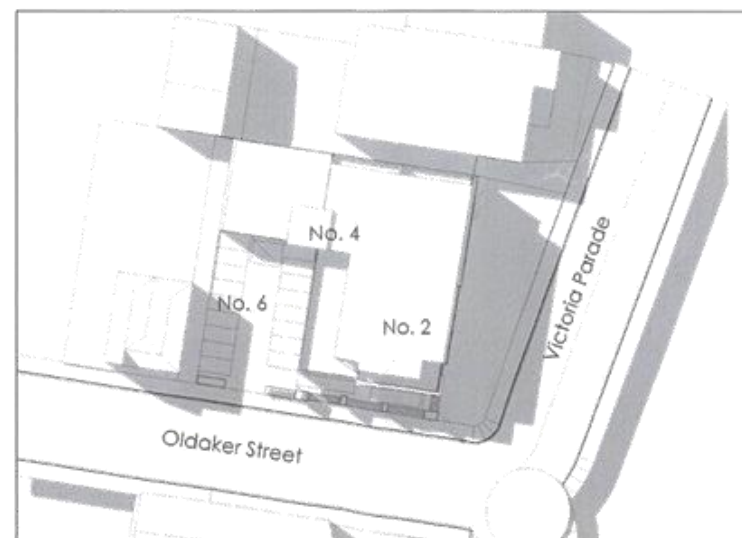 No. 4
No. 6
No. 2
Victoria Parade
Oldaker Street